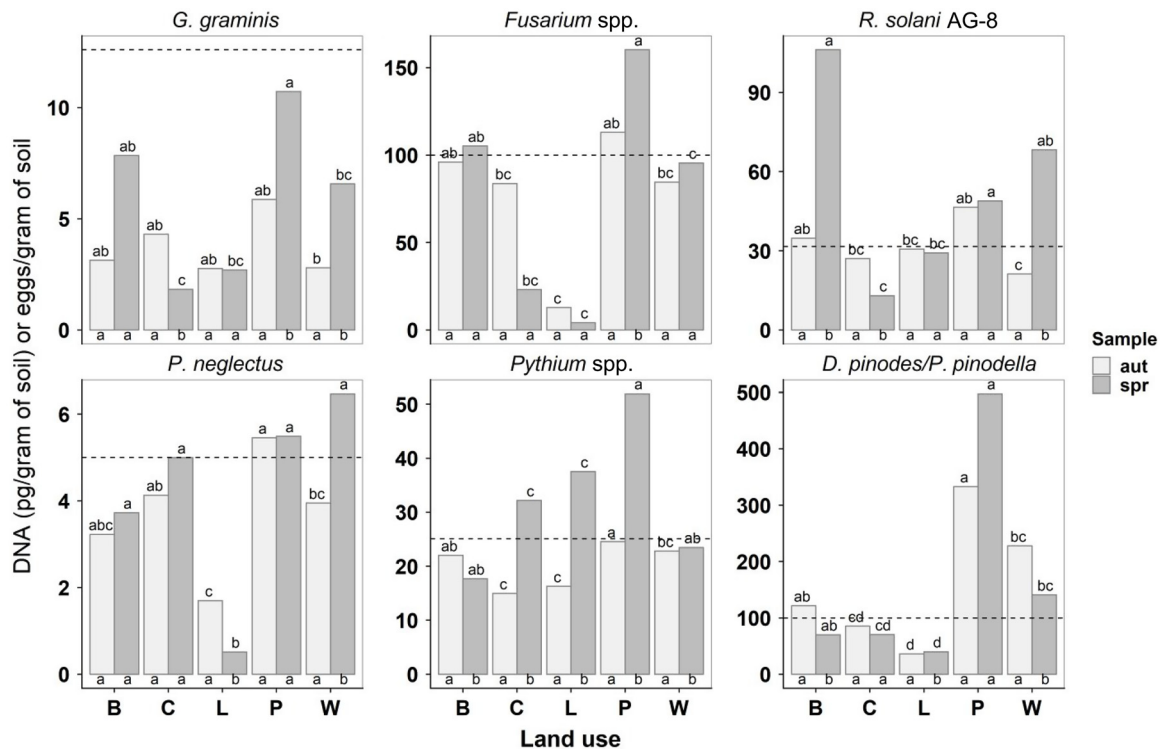 G. graminis
Fusarium spp.
R. solani AG-8
DNA (pg/gram of soil) or eggs/gram of soil
10
5
0
ab ab ab c ab bc ab a b bc
a a a b a a a b a b
150
100
50
0
ab ab bc bc c c ab a ab c
a a a b a a a b a a
90
60
30
0
ab a bc c bc bc ab a c ab
a b a b a a a a a b
Sample
aut
spr
P. neglectus
Pythium spp.
D. pinodes/P. pinodella
6
4
2
0
abc a ab a c b a a bc a
a a a a a a a a a b
50
40
30
20
10
0
ab ab c c c c a a bc ab
a b a b a b a b a a
500
400
300
200
100
0
ab ab cd cd d d a a bc bc
a a a a a b a a a a
B C L P W
B C L P W
B C L P W
Land use